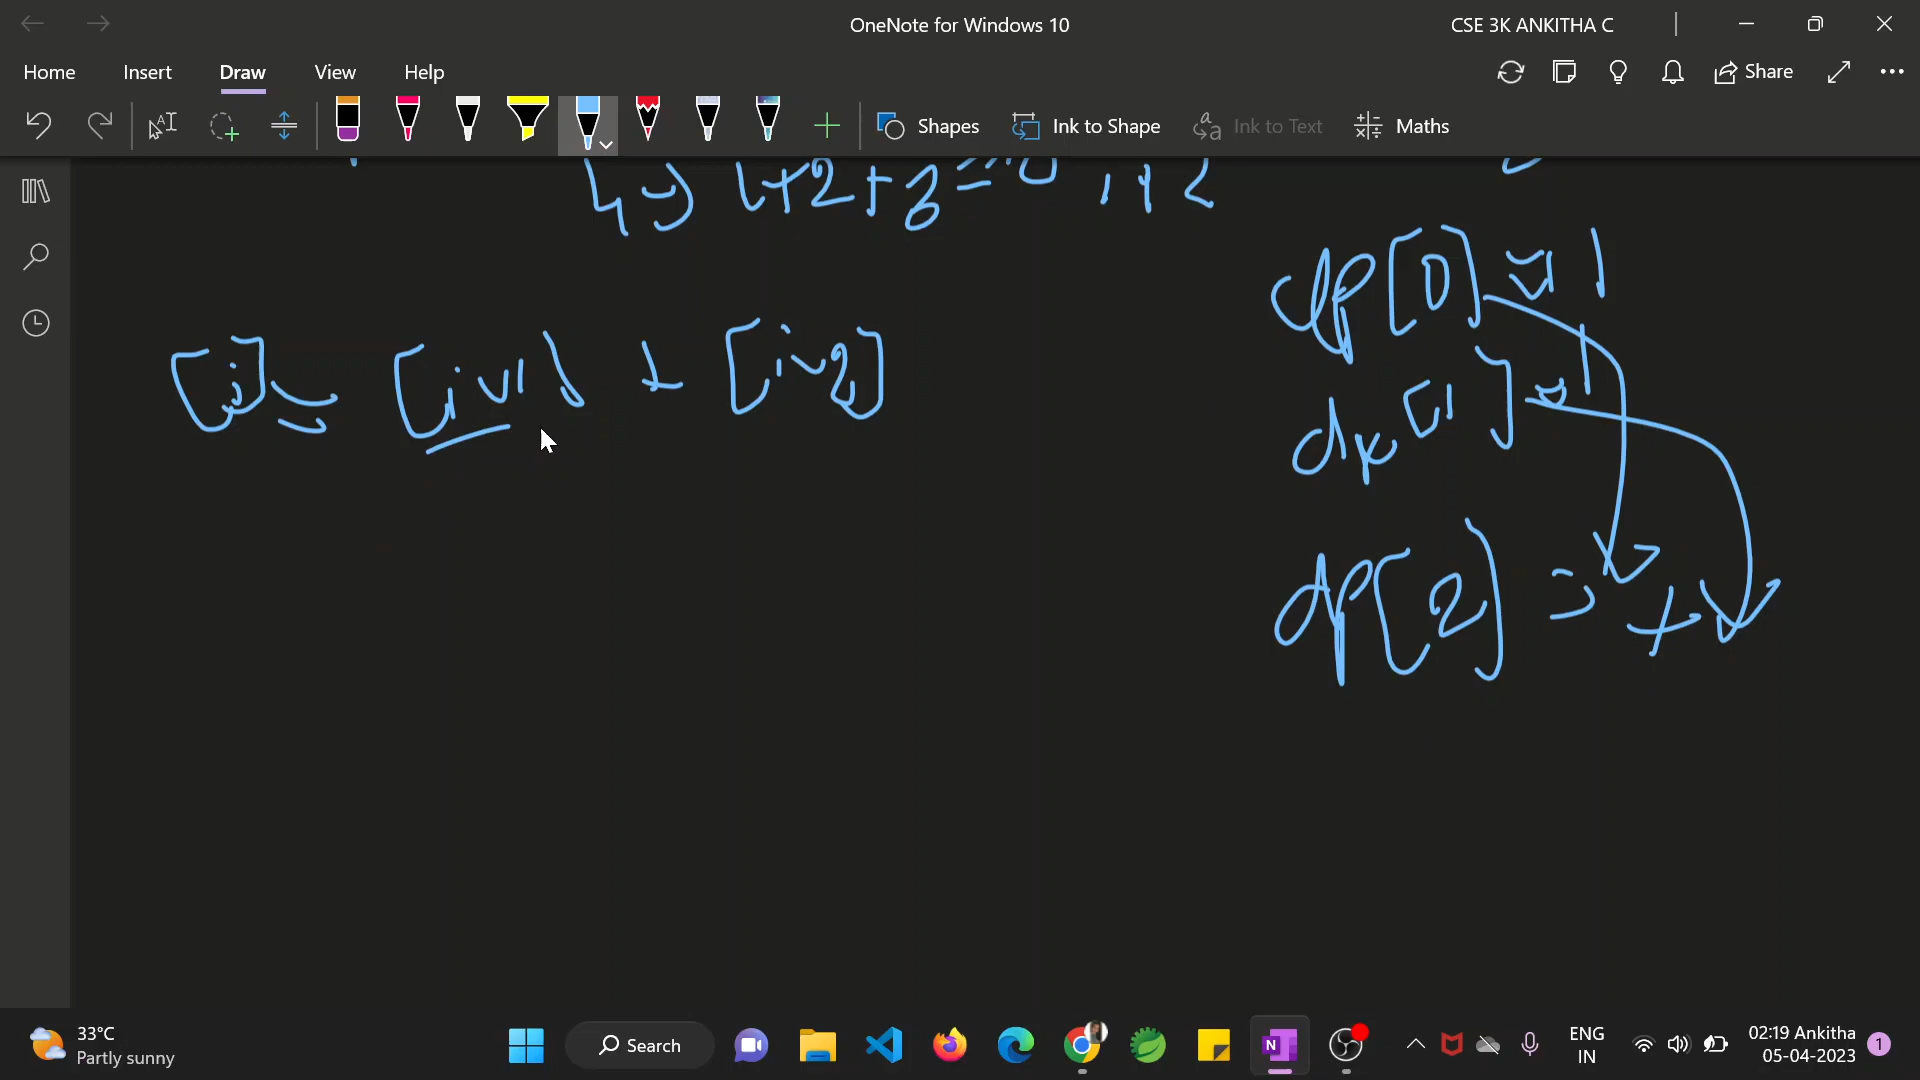 OneNote for Windows 10
CSE 3K ANKITHA C
Home Insert Draw View Help
Share
Shapes Ink to Shape Ink to Text Maths
4 => 1+2+3
[i] = [i-1] + [i-2]
dp[0] = 1
dp[1] = 1
dp[2] = +
33°C
Partly sunny
Search
ENG
IN
02:19 Ankitha
05-04-2023
1